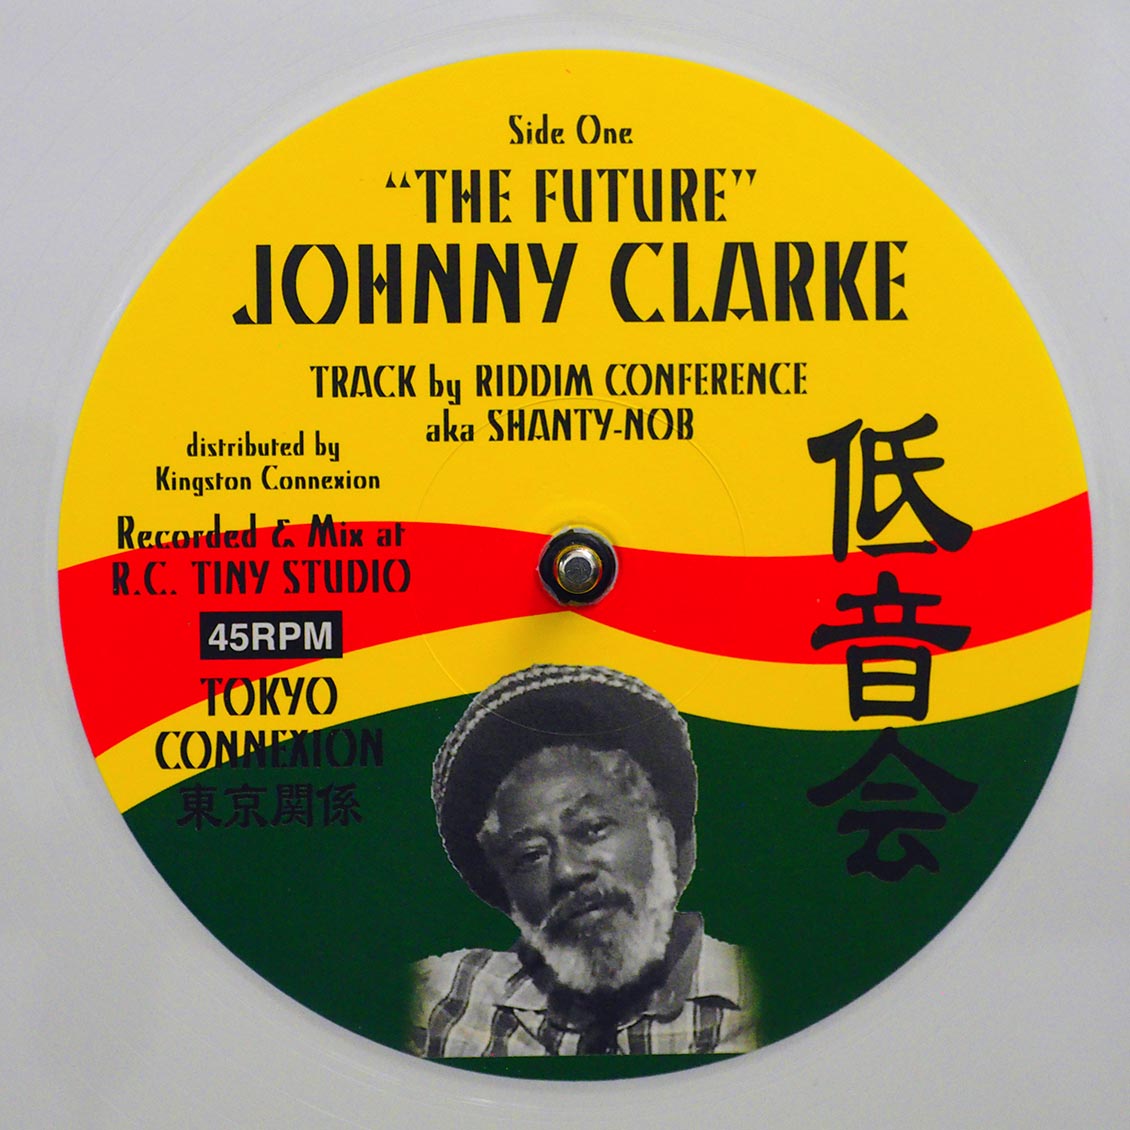 Side One
“THE FUTURE”
JOHNNY CLARKE
TRACK by RIDDIM CONFERENCE
aka SHANTY-NOB
distributed by
Kingston Connexion
Recorded & Mix at
R.C. TINY STUDIO
45RPM
TOKYO
CONNEXION
東京関係
低音会